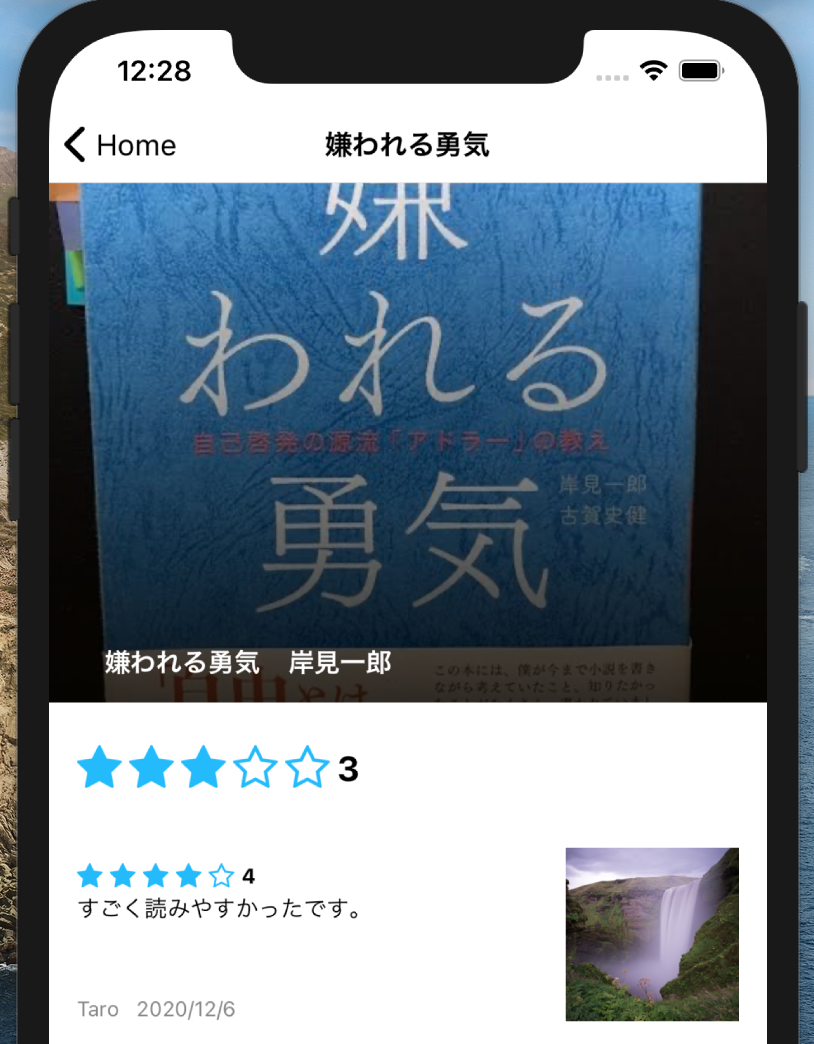 12:28
Home
嫌われる勇気
嫌
われる
自己啓発の源流「アドラー」の教え
勇気
岸見一郎
古賀史健
嫌われる勇気　岸見一郎
「自由とは
この本には、僕が今まで小説を書き
ながら考えていたこと、知りたかっ
3
4
すごく読みやすかったです。
Taro 2020/12/6